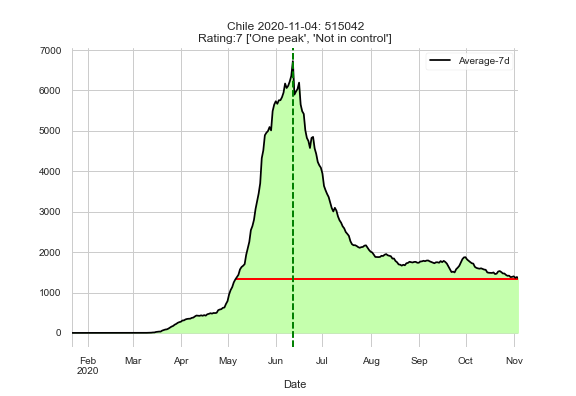 Chile 2020-11-04: 515042
Rating:7 ['One peak', 'Not in control']
Average-7d
7000
6000
5000
4000
3000
2000
1000
0
Feb Mar Apr May Jun Jul Aug Sep Oct Nov
2020
Date